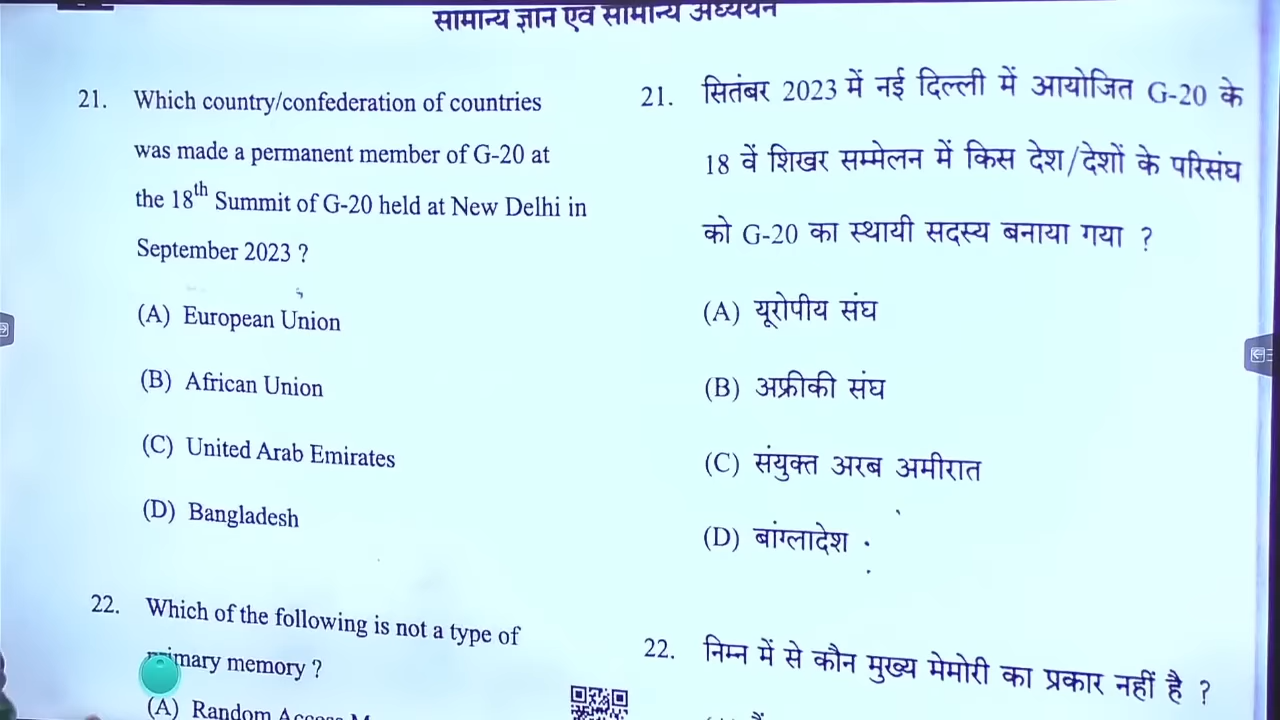 सामान्य ज्ञान एवं सामान्य अध्ययन
21. Which country/confederation of countries
was made a permanent member of G-20 at
the 18th Summit of G-20 held at New Delhi in
September 2023 ?
(A) European Union
(B) African Union
(C) United Arab Emirates
(D) Bangladesh
22. Which of the following is not a type of
primary memory ?
(A) Random Access
21. सितंबर 2023 में नई दिल्ली में आयोजित G-20 के
18 वें शिखर सम्मेलन में किस देश/देशों के परिसंघ
को G-20 का स्थायी सदस्य बनाया गया ?
(A) यूरोपीय संघ
(B) अफ्रीकी संघ
(C) संयुक्त अरब अमीरात
(D) बांग्लादेश
22. निम्न में से कौन मुख्य मेमोरी का प्रकार नहीं है ?